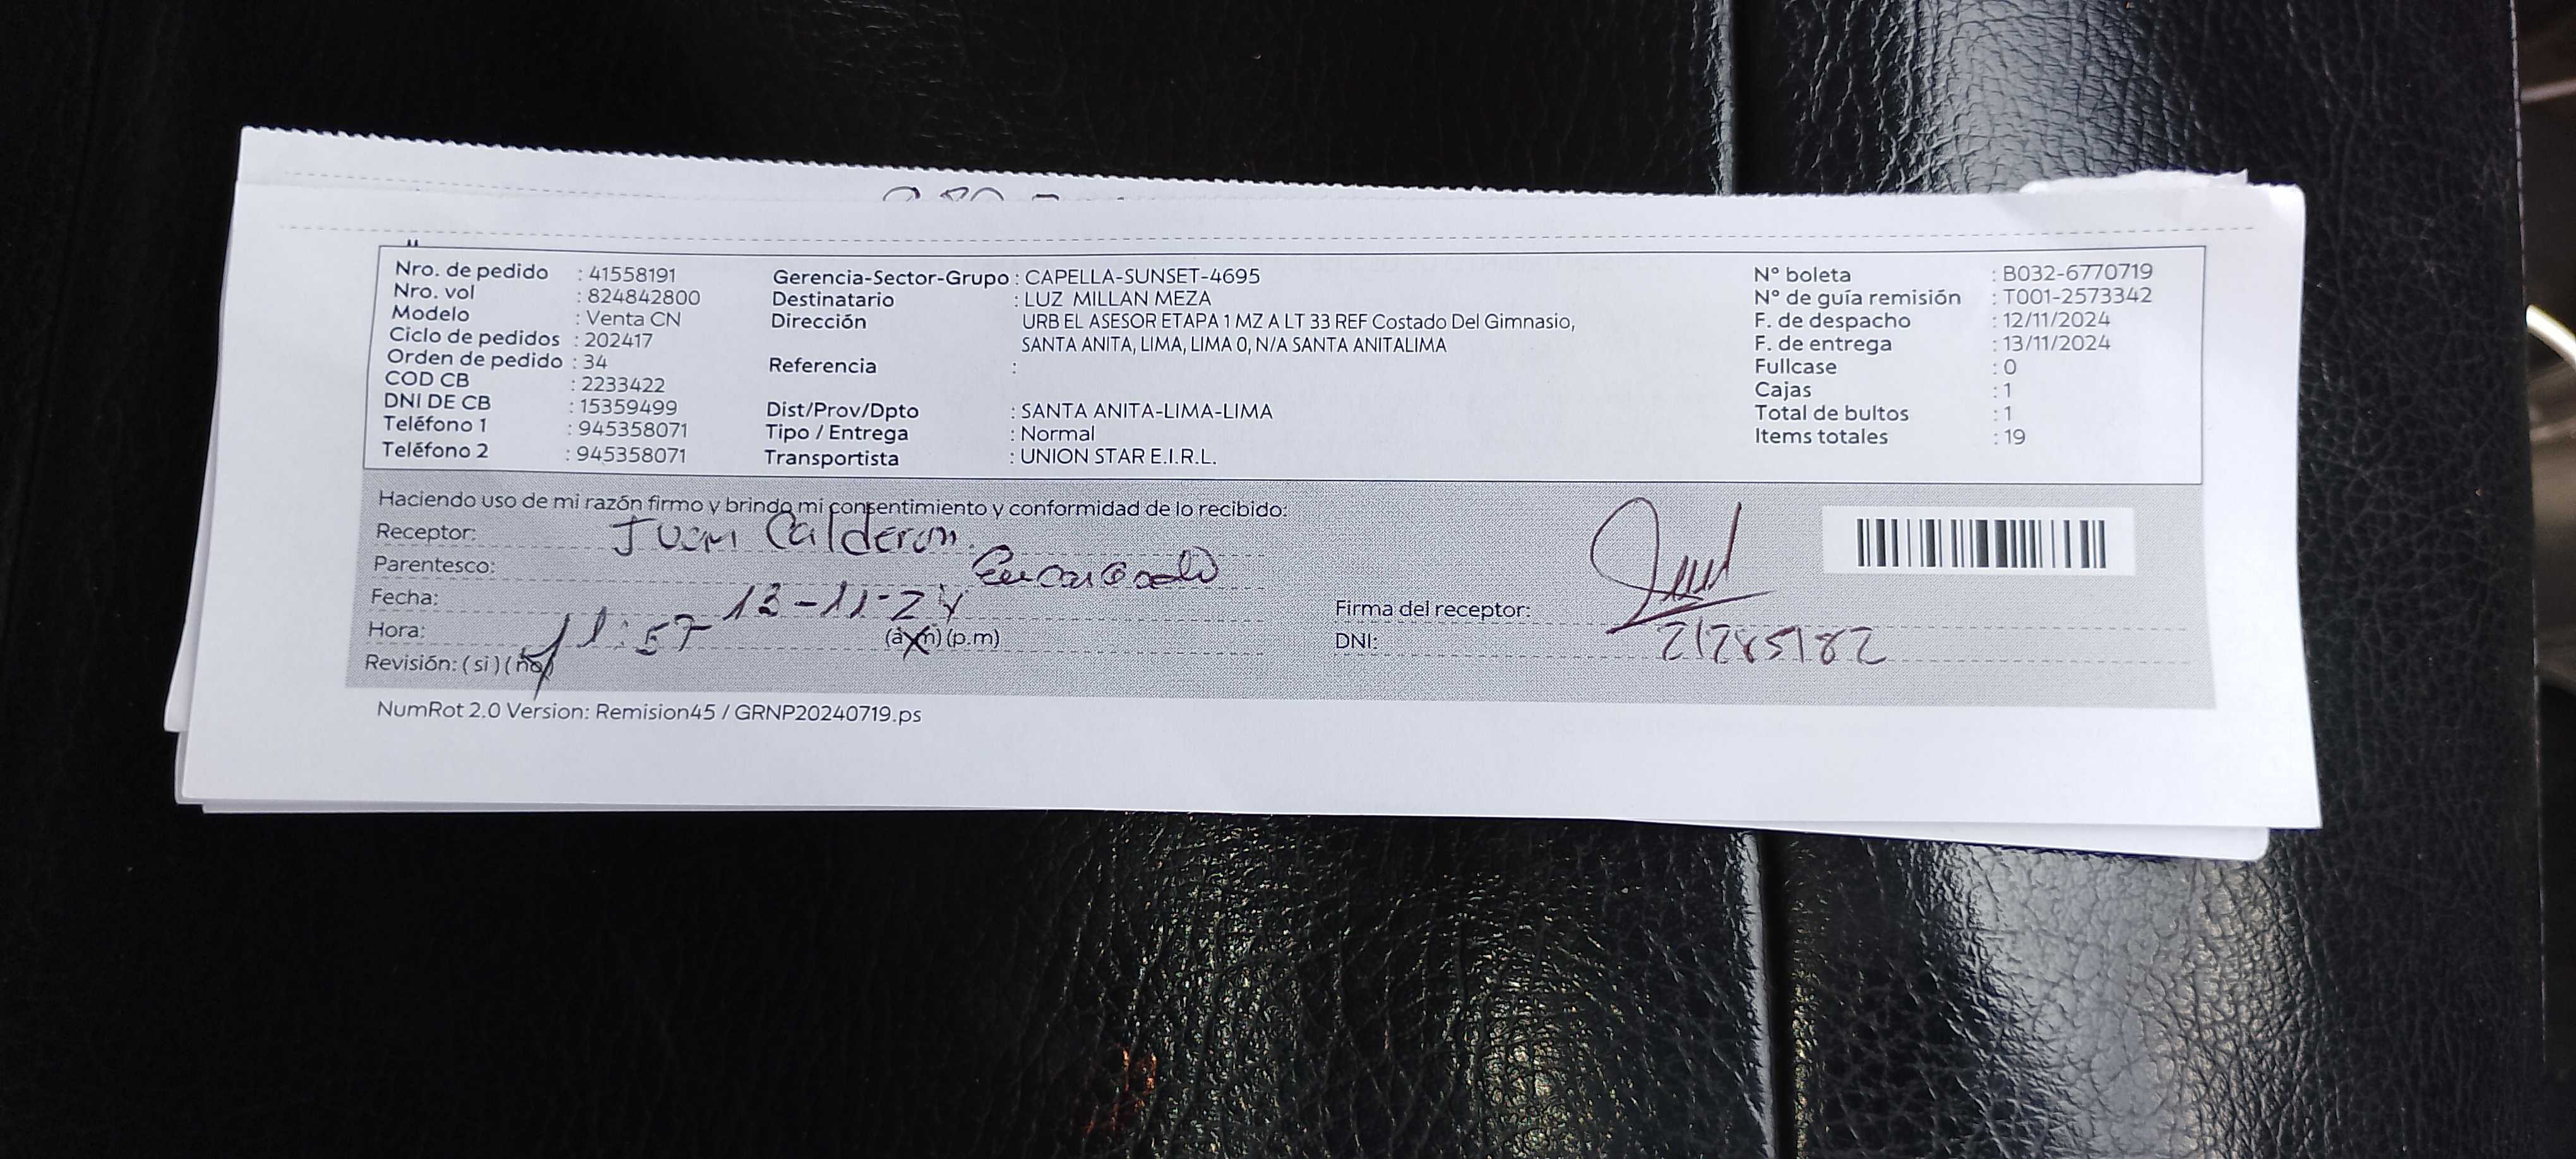 Nro. de pedido : 41558191
Nro. vol : 824842800
Modelo : Venta CN
Ciclo de pedidos : 202417
Orden de pedido : 34
COD CB : 2233422
DNI DE CB : 15359499
Teléfono 1 : 945358071
Teléfono 2 : 945358071
Gerencia-Sector-Grupo : CAPELLA-SUNSET-4695
Destinatario : LUZ MILLAN MEZA
Dirección URB EL ASESOR ETAPA 1 MZ A LT 33 REF Costado Del Gimnasio,
SANTA ANITA, LIMA, LIMA 0, N/A SANTA ANITALIMA
Referencia :
Dist/Prov/Dpto : SANTA ANITA-LIMA-LIMA
Tipo / Entrega : Normal
Transportista : UNION STAR E.I.R.L.
N° boleta : B032-6770719
N° de guía remisión : T001-2573342
F. de despacho : 12/11/2024
F. de entrega : 13/11/2024
Fullcase : 0
Cajas : 1
Total de bultos : 1
Items totales : 19
Haciendo uso de mi razón firmo y brindo mi consentimiento y conformidad de lo recibido:
Receptor: Juan Calderon
Parentesco: Encargado
Fecha: 13-11-24
Hora: 11:57 (a.m) (p.m)
Revisión: (si) (no)
Firma del receptor:
DNI: 21285182
NumRot 2.0 Version: Remision45 / GRNP20240719.ps